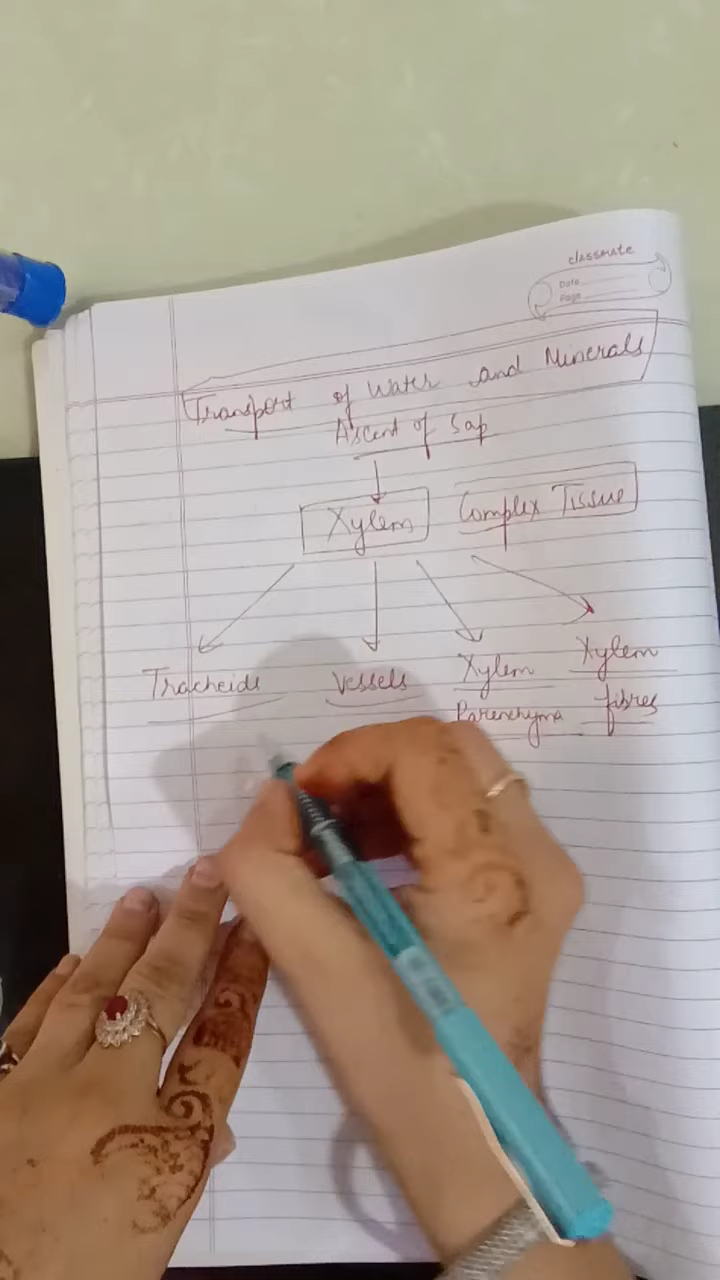 classmate
Date
Page
Transport of Water and Minerals
Ascent of Sap
Xylem Complex Tissue
Tracheids Vessels Xylem Parenchyma Xylem fibres